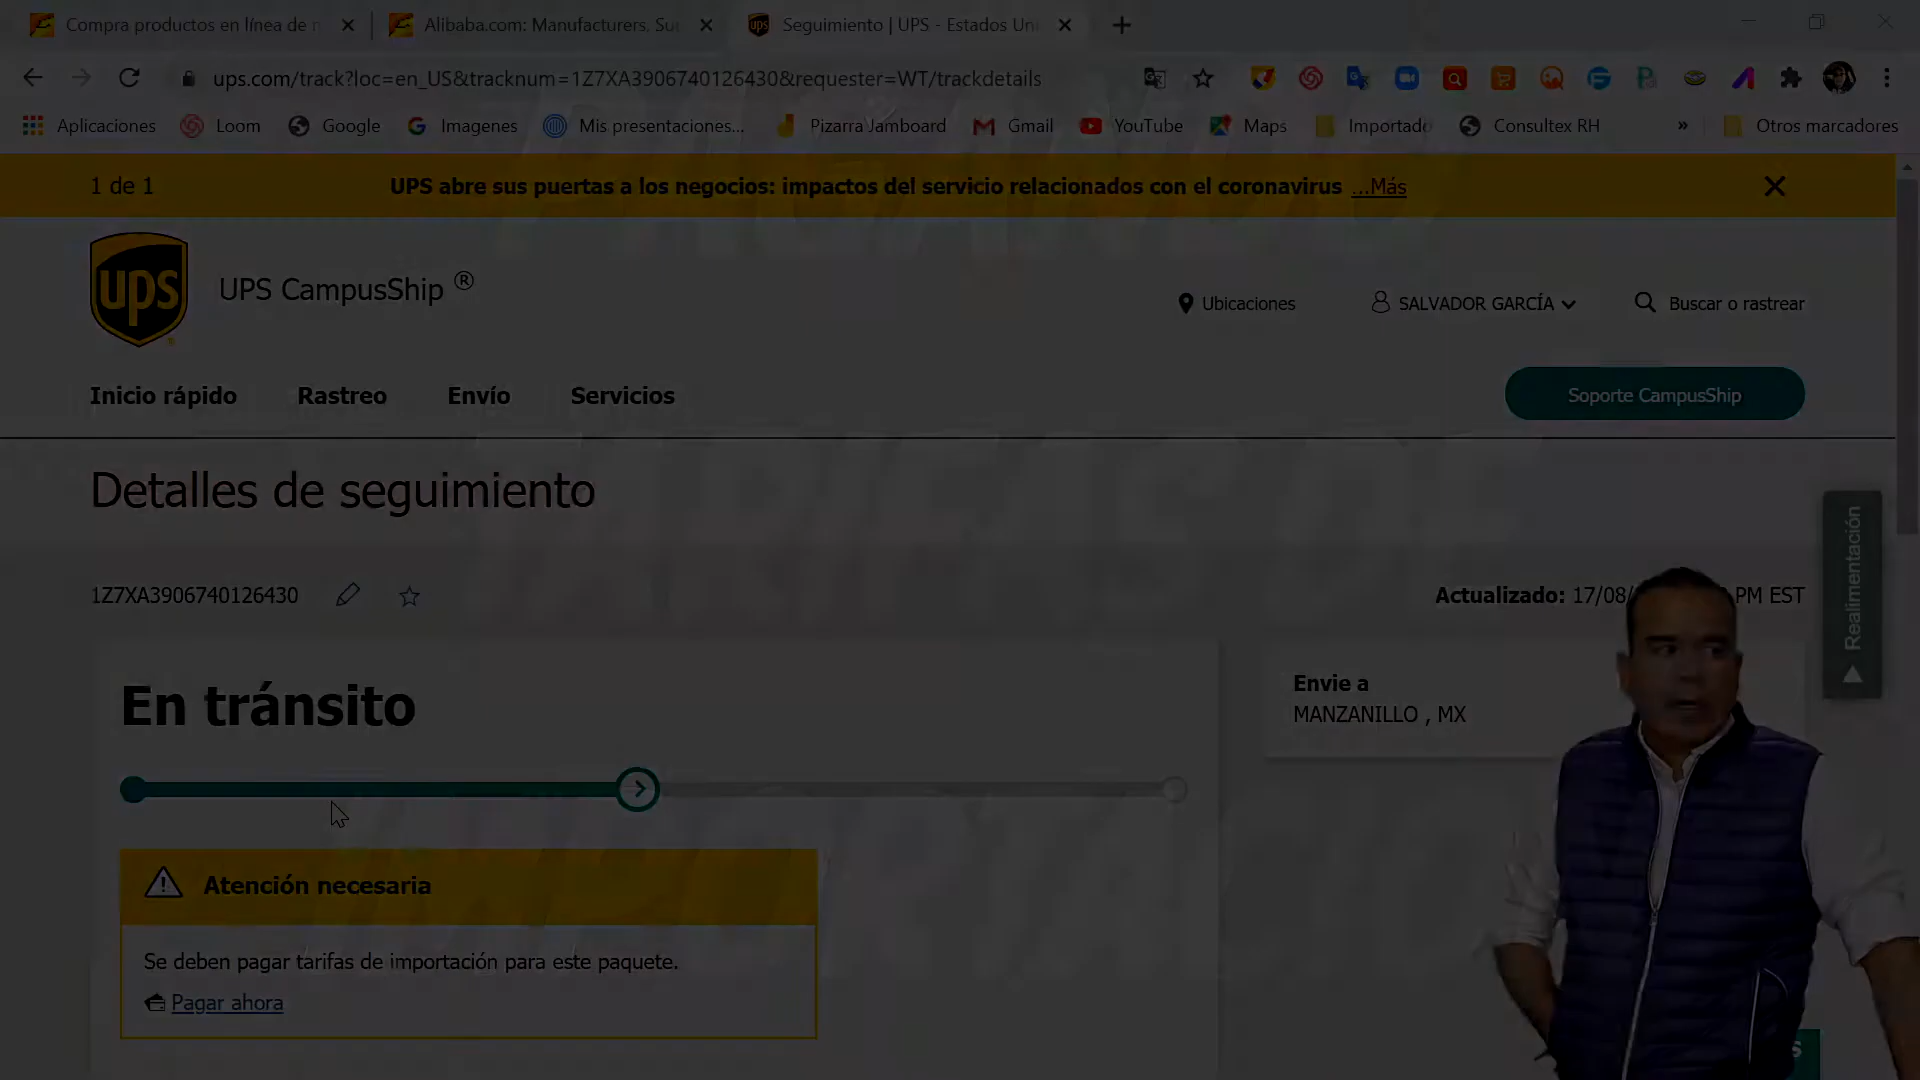 Compra productos en línea de
Alibaba.com: Manufacturers, Su
Seguimiento | UPS - Estados Uni
ups.com/track?loc=en_US&tracknum=1Z7XA3906740126430&requester=WT/trackdetails
Aplicaciones
Loom
Google
Imagenes
Mis presentaciones...
Pizarra Jamboard
Gmail
YouTube
Maps
Importado
Consultex RH
»
Otros marcadores
1 de 1
UPS abre sus puertas a los negocios: impactos del servicio relacionados con el coronavirus ...Más
ups
UPS CampusShip ®
Ubicaciones
SALVADOR GARCÍA
Buscar o rastrear
Inicio rápido
Rastreo
Envío
Servicios
Soporte CampusShip
Detalles de seguimiento
Realimentación
1Z7XA3906740126430
Actualizado: 17/08/ PM EST
En tránsito
Envie a
MANZANILLO , MX
Atención necesaria
Se deben pagar tarifas de importación para este paquete.
Pagar ahora